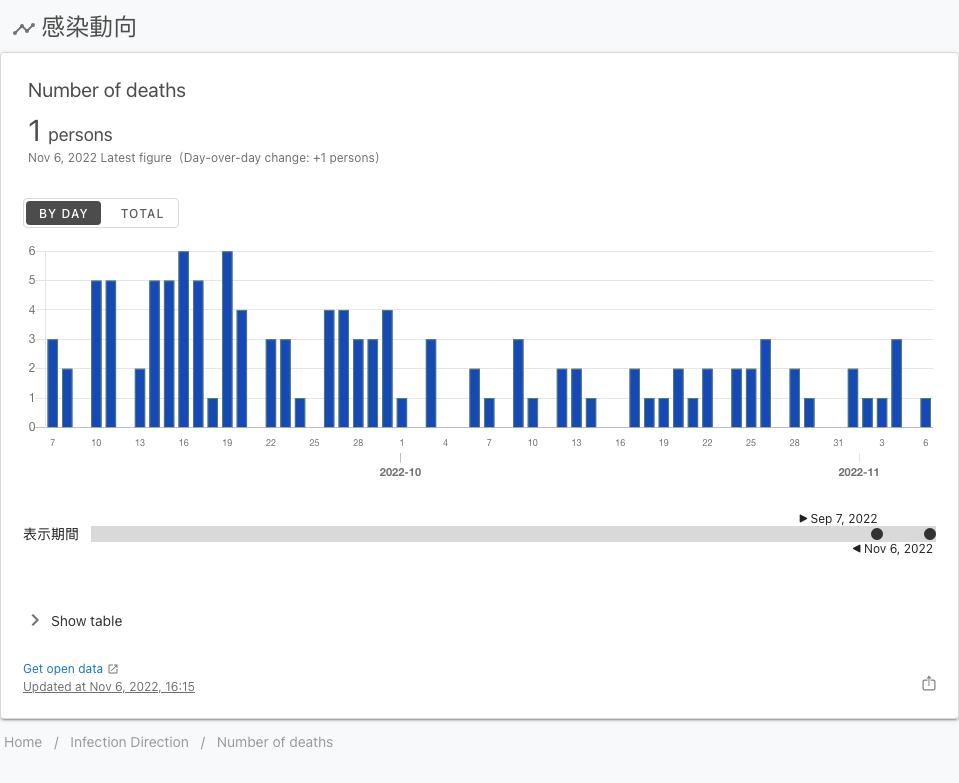 感染動向
Number of deaths
1 persons
Nov 6, 2022 Latest figure (Day-over-day change: +1 persons)
BY DAY TOTAL
6
5
4
3
2
1
0
7 10 13 16 19 22 25 28 1 4 7 10 13 16 19 22 25 28 31 3 6
2022-10 2022-11
Sep 7, 2022
表示期間
Nov 6, 2022
Show table
Get open data
Updated at Nov 6, 2022, 16:15
Home / Infection Direction / Number of deaths